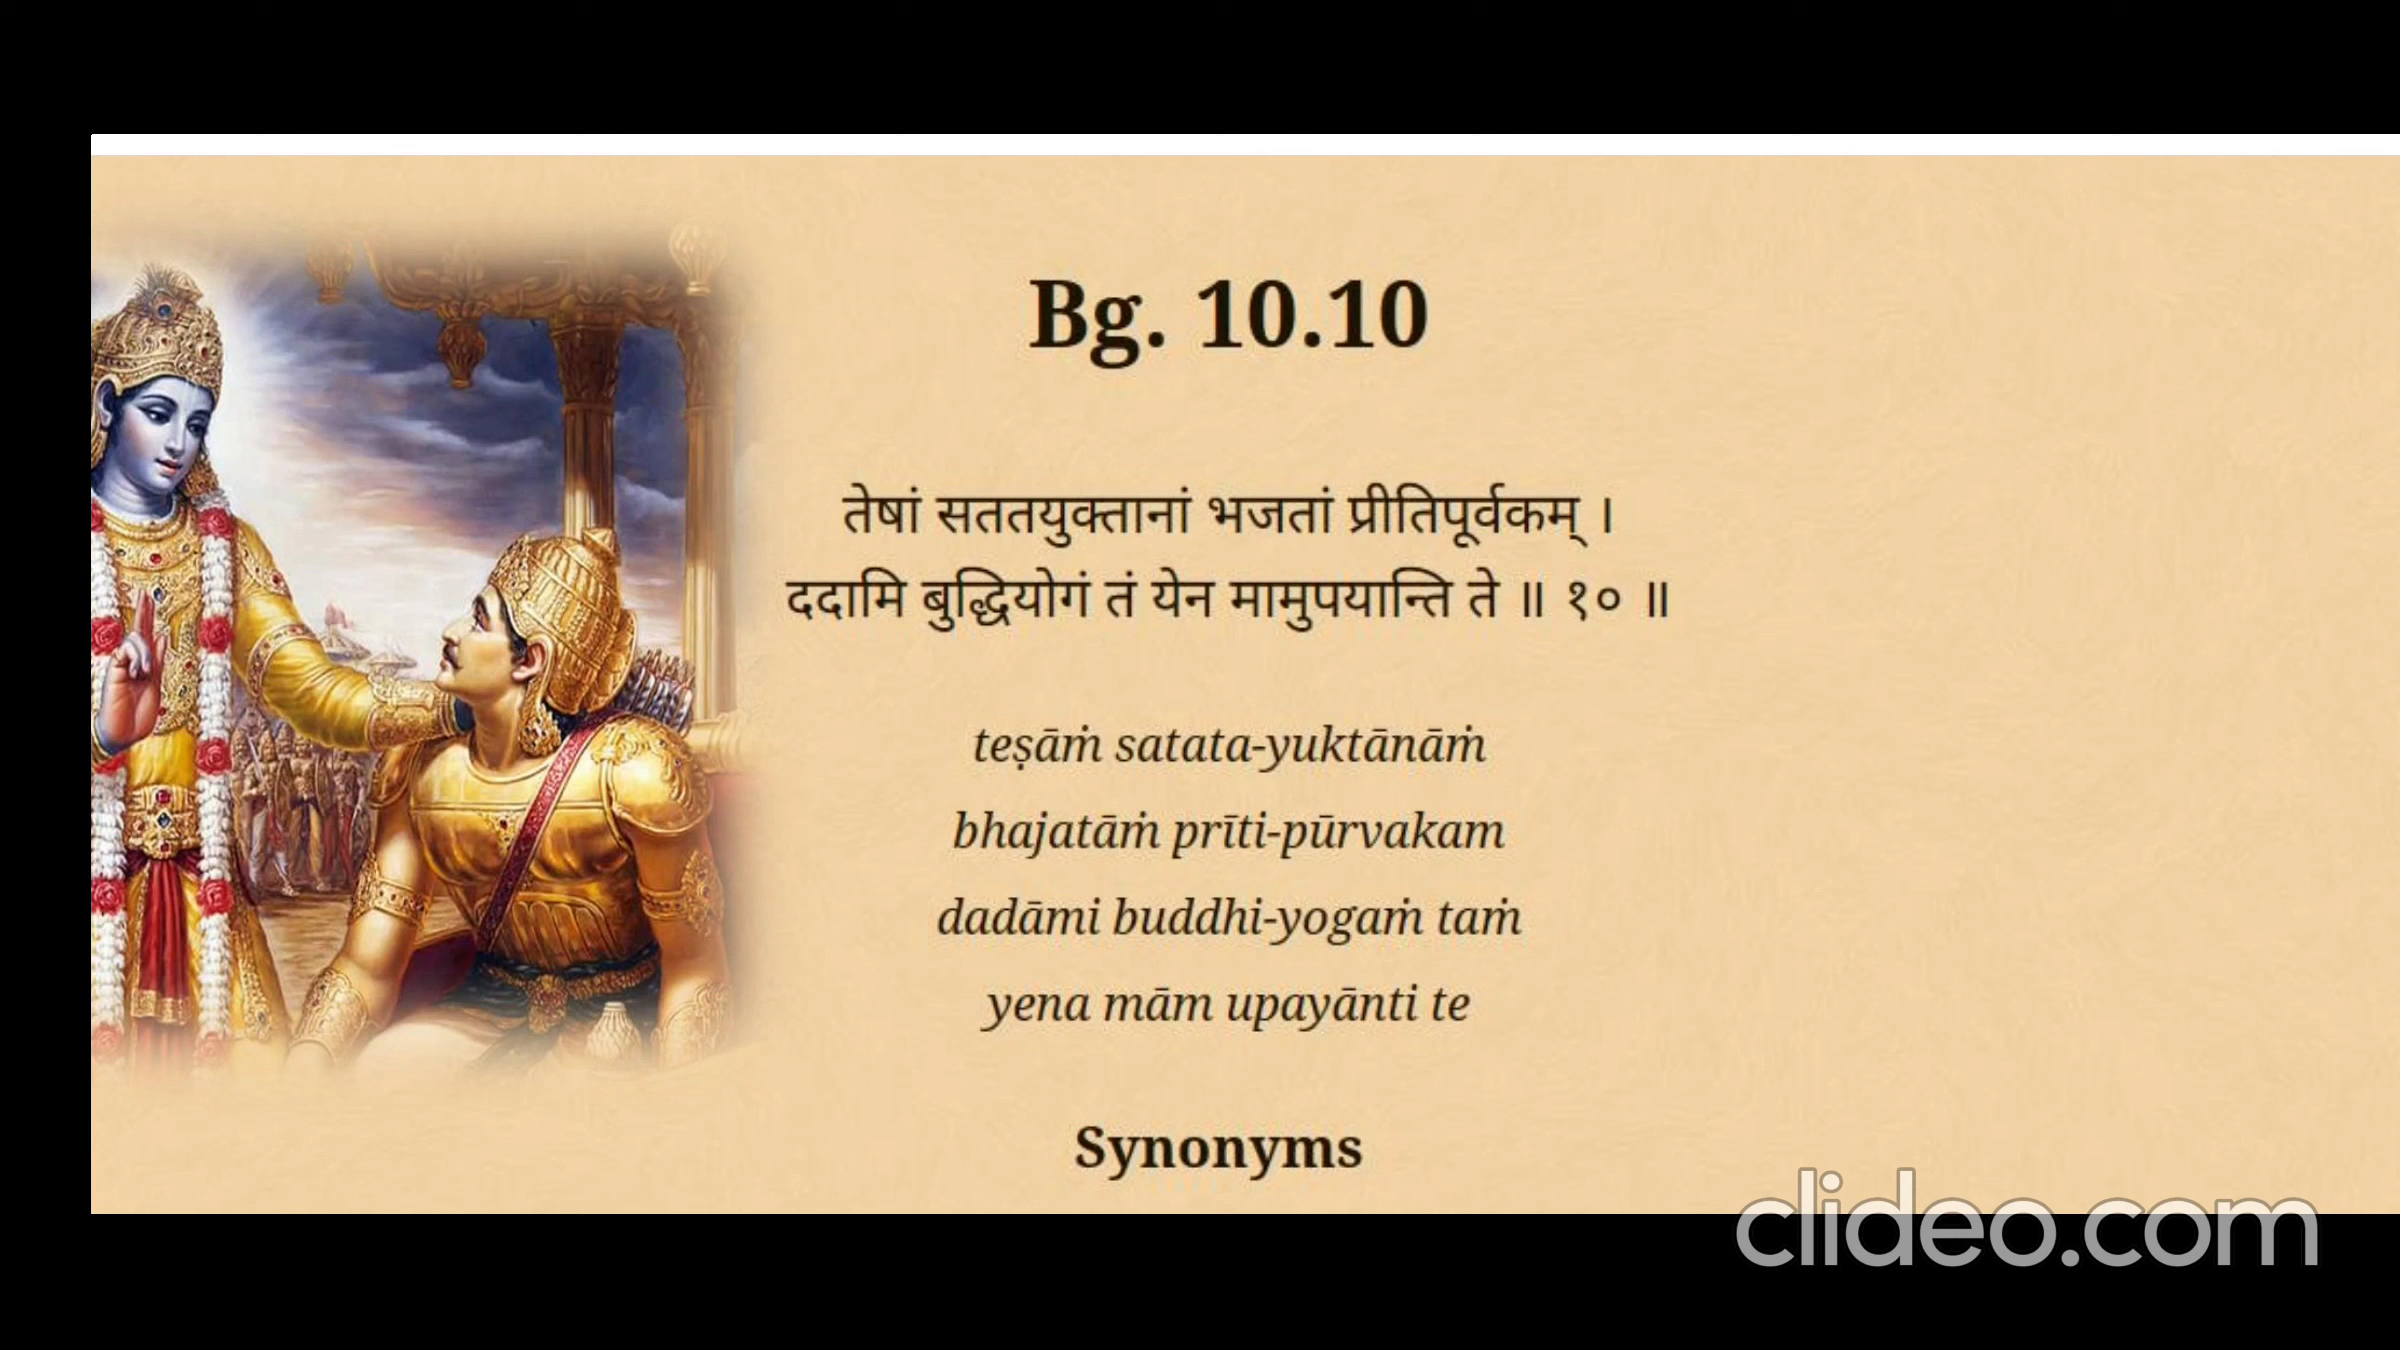 Bg. 10.10
तेषां सततयुक्तानां भजतां प्रीतिपूर्वकम् ।
ददामि बुद्धियोगं तं येन मामुपयान्ति ते ॥ १० ॥
teṣāṁ satata-yuktānāṁ
bhajatāṁ prīti-pūrvakam
dadāmi buddhi-yogaṁ taṁ
yena mām upayānti te
Synonyms
clideo.com